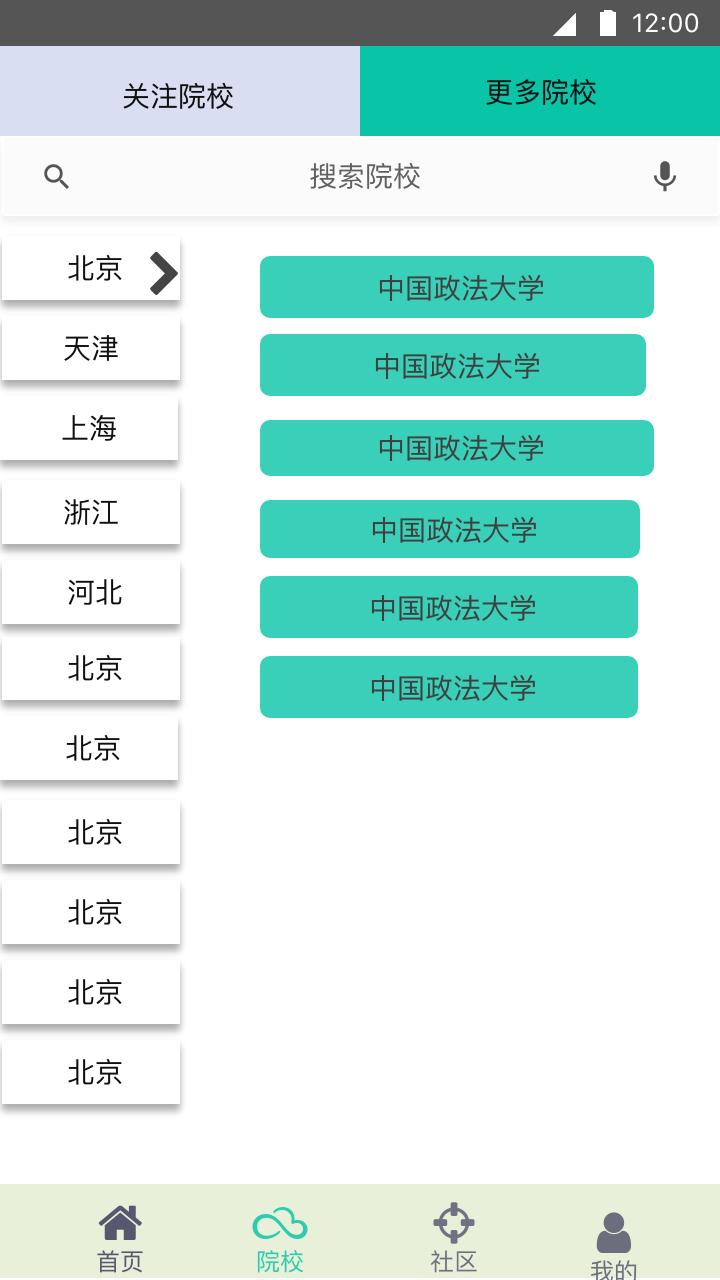 12:00
关注院校
更多院校
搜索院校
北京
天津
上海
浙江
河北
北京
北京
北京
北京
北京
北京
中国政法大学
中国政法大学
中国政法大学
中国政法大学
中国政法大学
中国政法大学
首页
院校
社区
我的